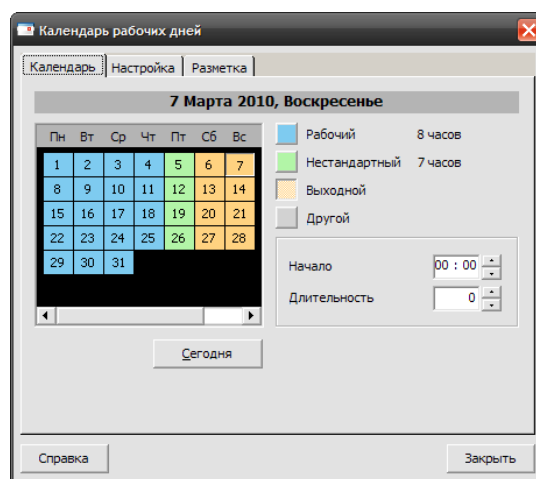 Календарь рабочих дней
Календарь Настройка Разметка
7 Марта 2010, Воскресенье
Пн Вт Ср Чт Пт Сб Вс
1 2 3 4 5 6 7
8 9 10 11 12 13 14
15 16 17 18 19 20 21
22 23 24 25 26 27 28
29 30 31
Рабочий 8 часов
Нестандартный 7 часов
Выходной
Другой
Начало 00 : 00
Длительность 0
Сегодня
Справка Закрыть